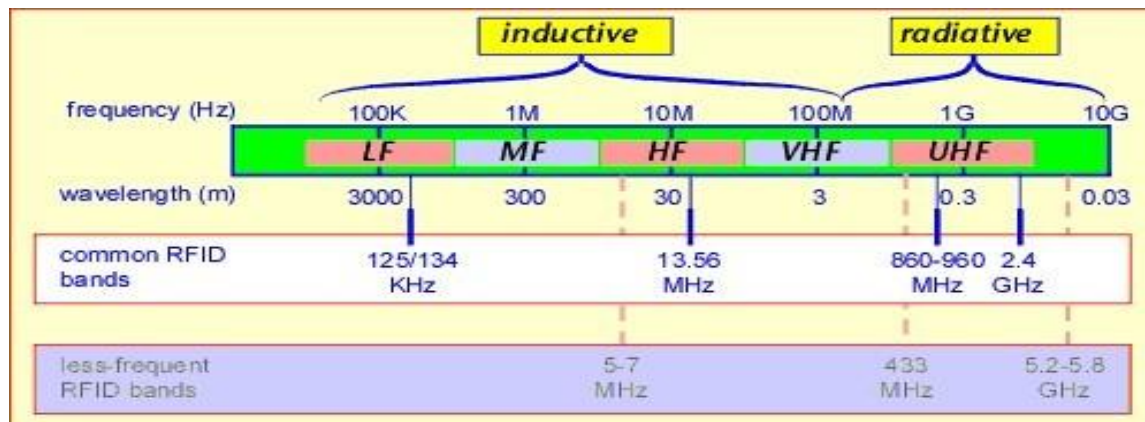 inductive radiative
frequency (Hz) 100K 1M 10M 100M 1G 10G
LF MF HF VHF UHF
wavelength (m) 3000 300 30 3 0.3 0.03
common RFID bands
125/134 KHz
13.56 MHz
860-960 MHz
2.4 GHz
less-frequent RFID bands
5-7 MHz
433 MHz
5.2-5.8 GHz